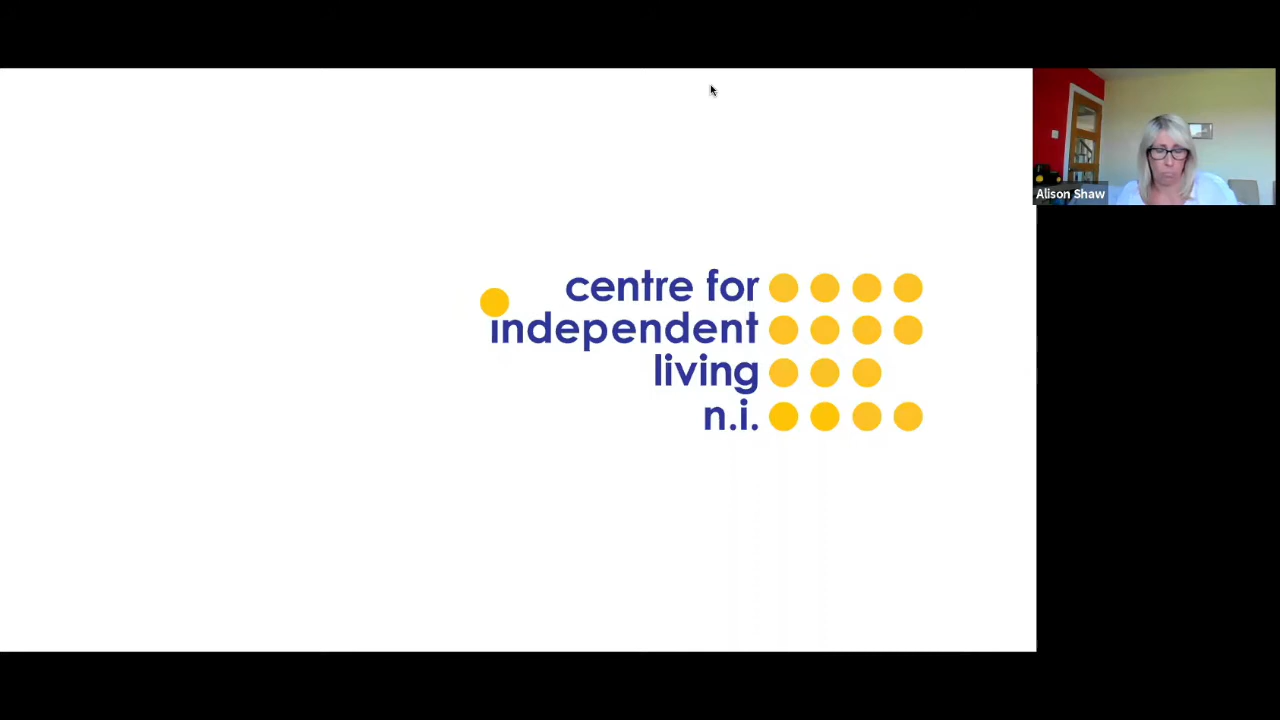 centre for
independent
living
n.i.
Alison Shaw